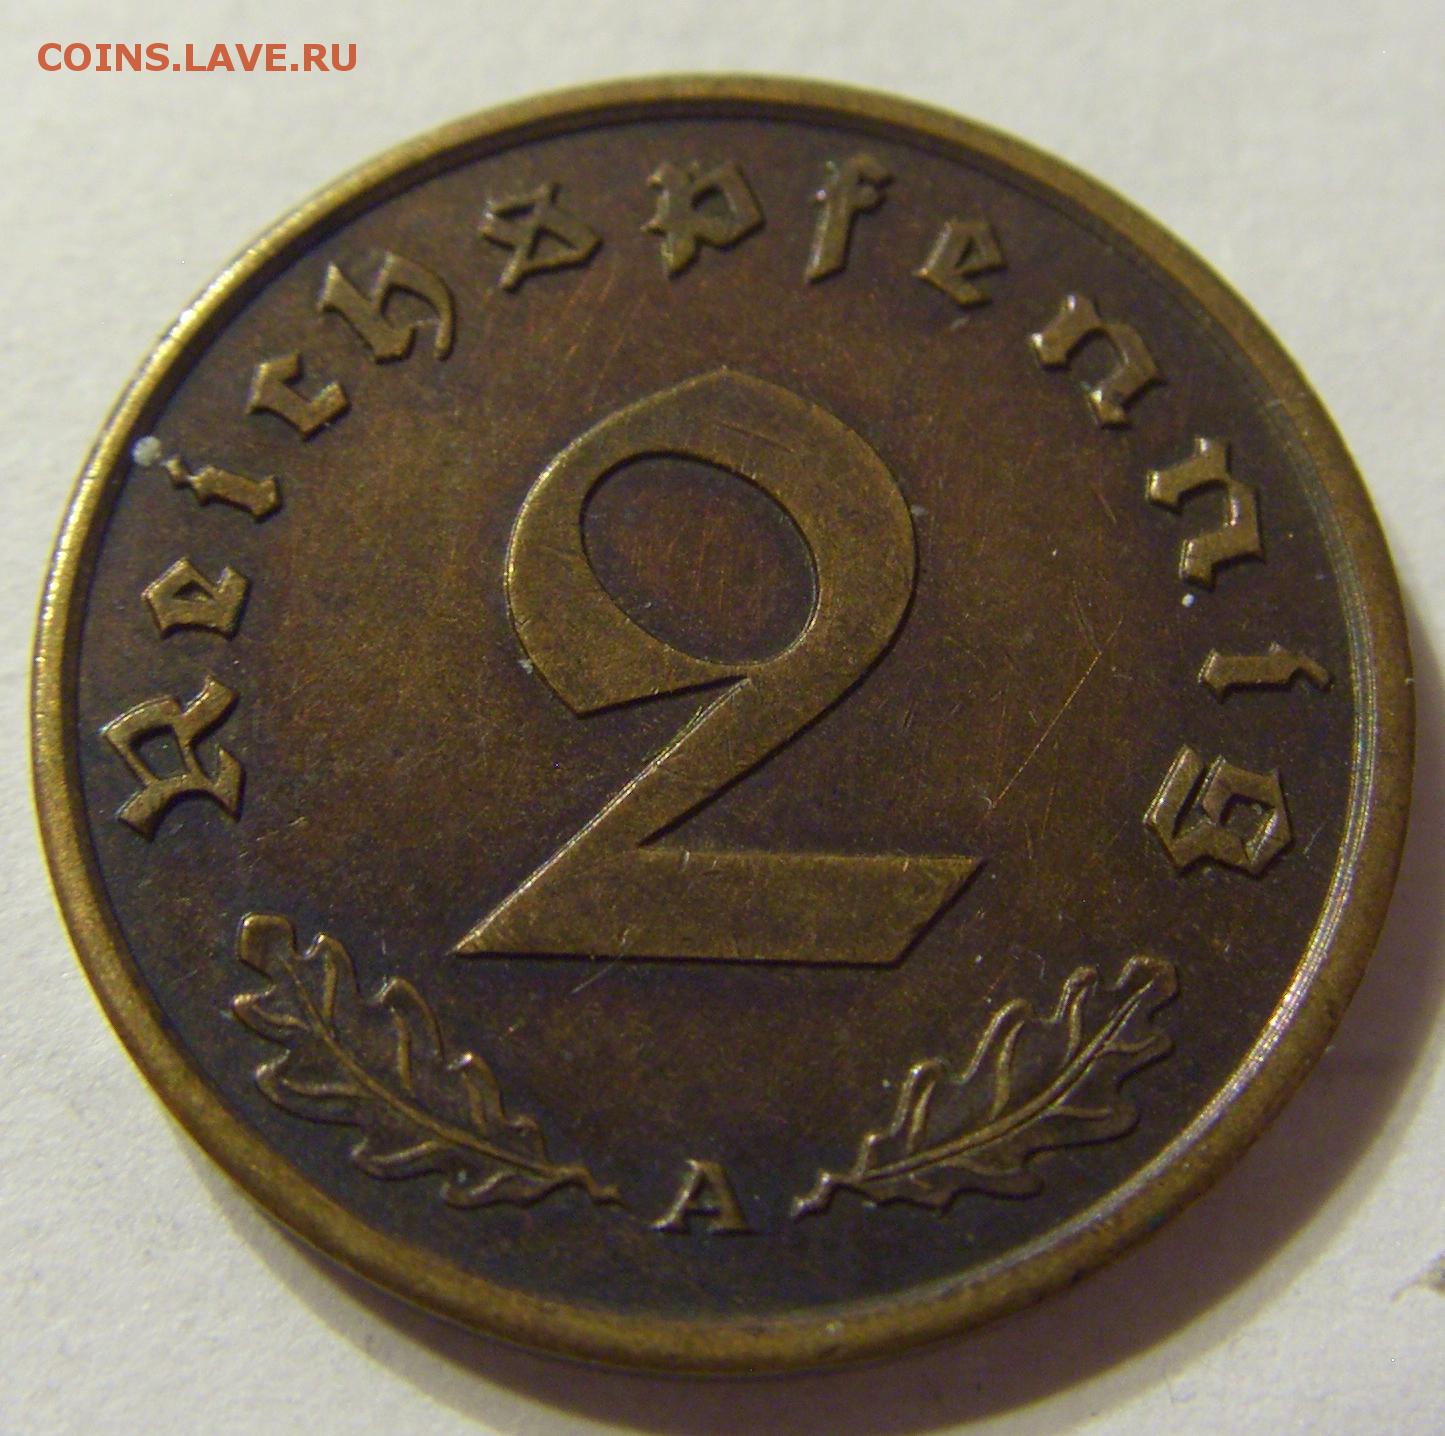 COINS.LAVE.RU
Reichspfennig
2
A